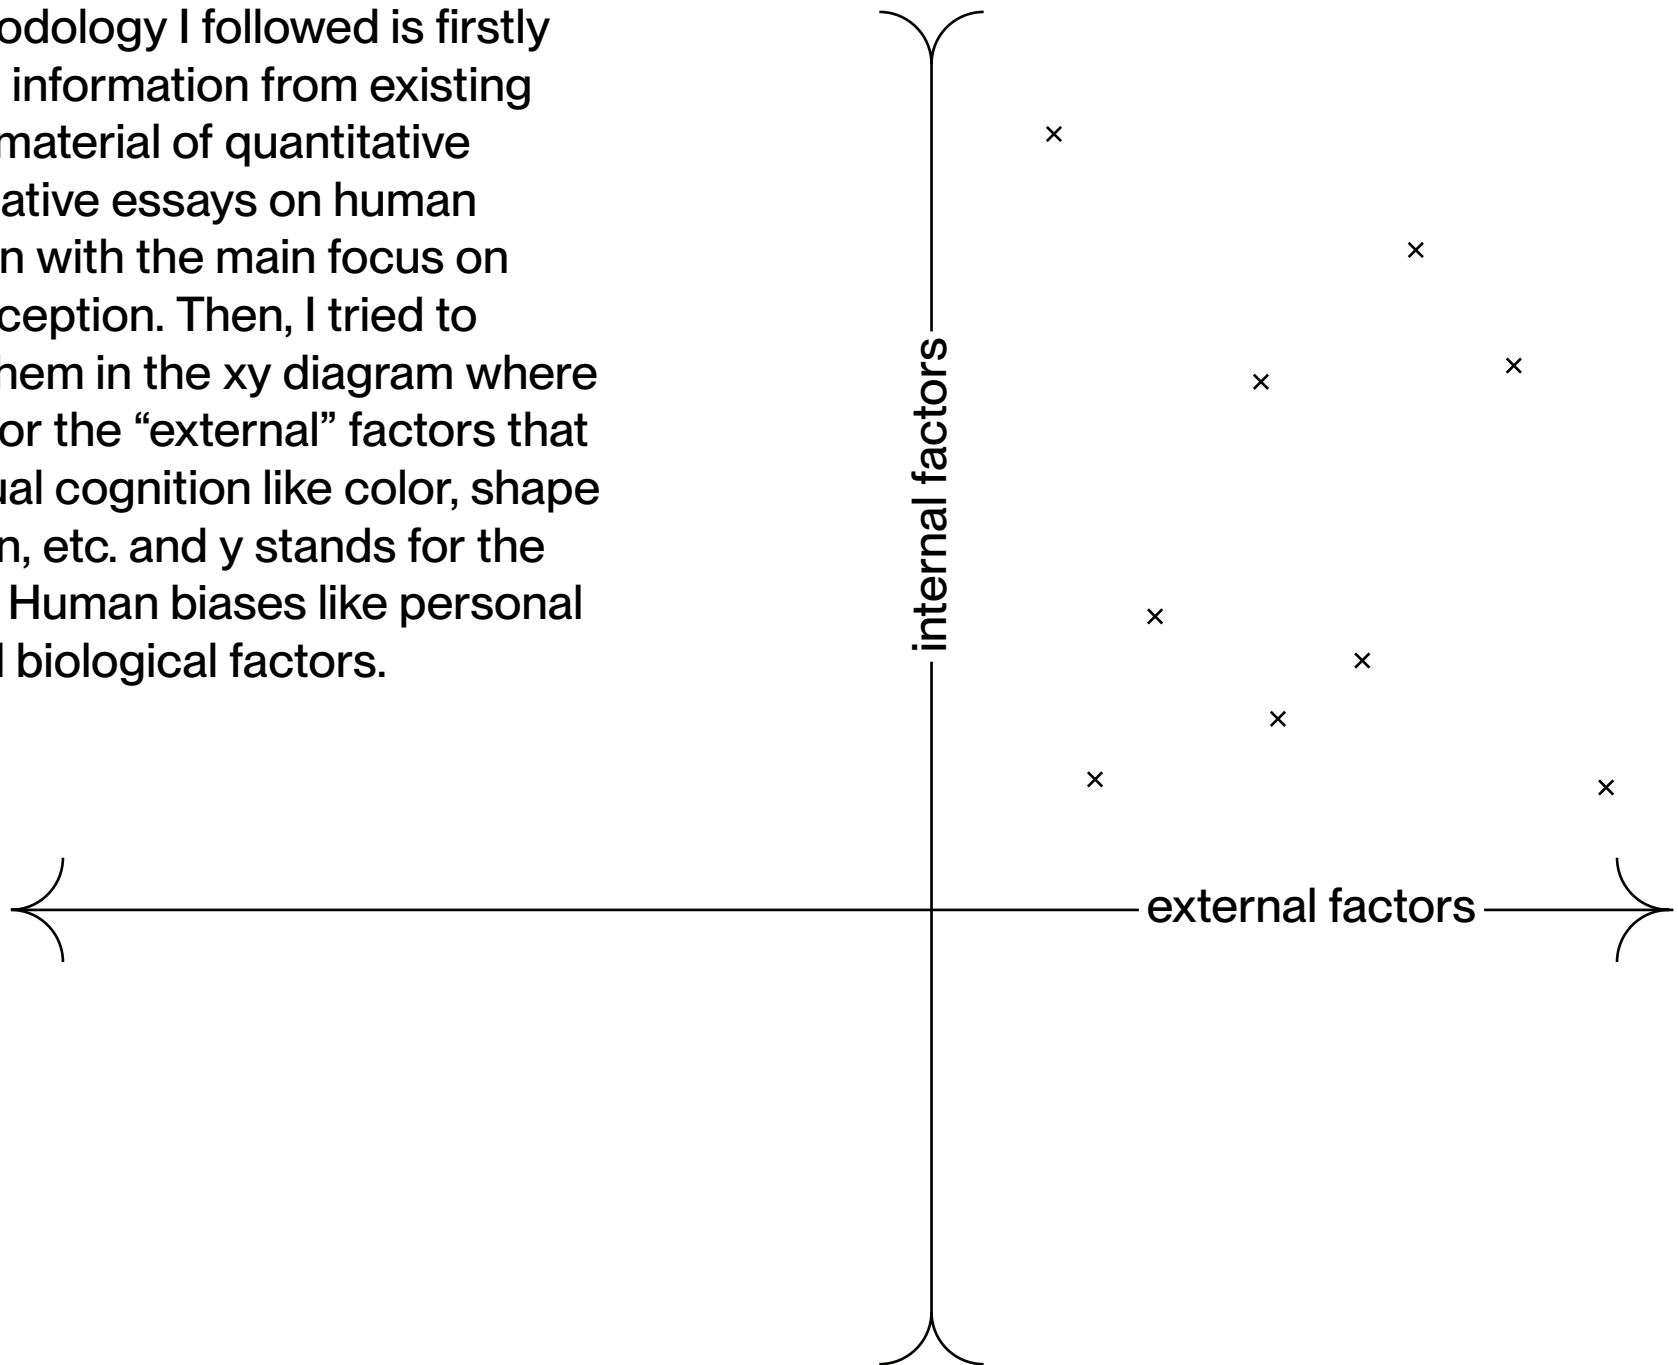 odology I followed is firstly
information from existing
material of quantitative
ative essays on human
n with the main focus on
ception. Then, I tried to
hem in the xy diagram where
or the “external” factors that
ual cognition like color, shape
n, etc. and y stands for the
Human biases like personal
l biological factors.
internal factors
external factors